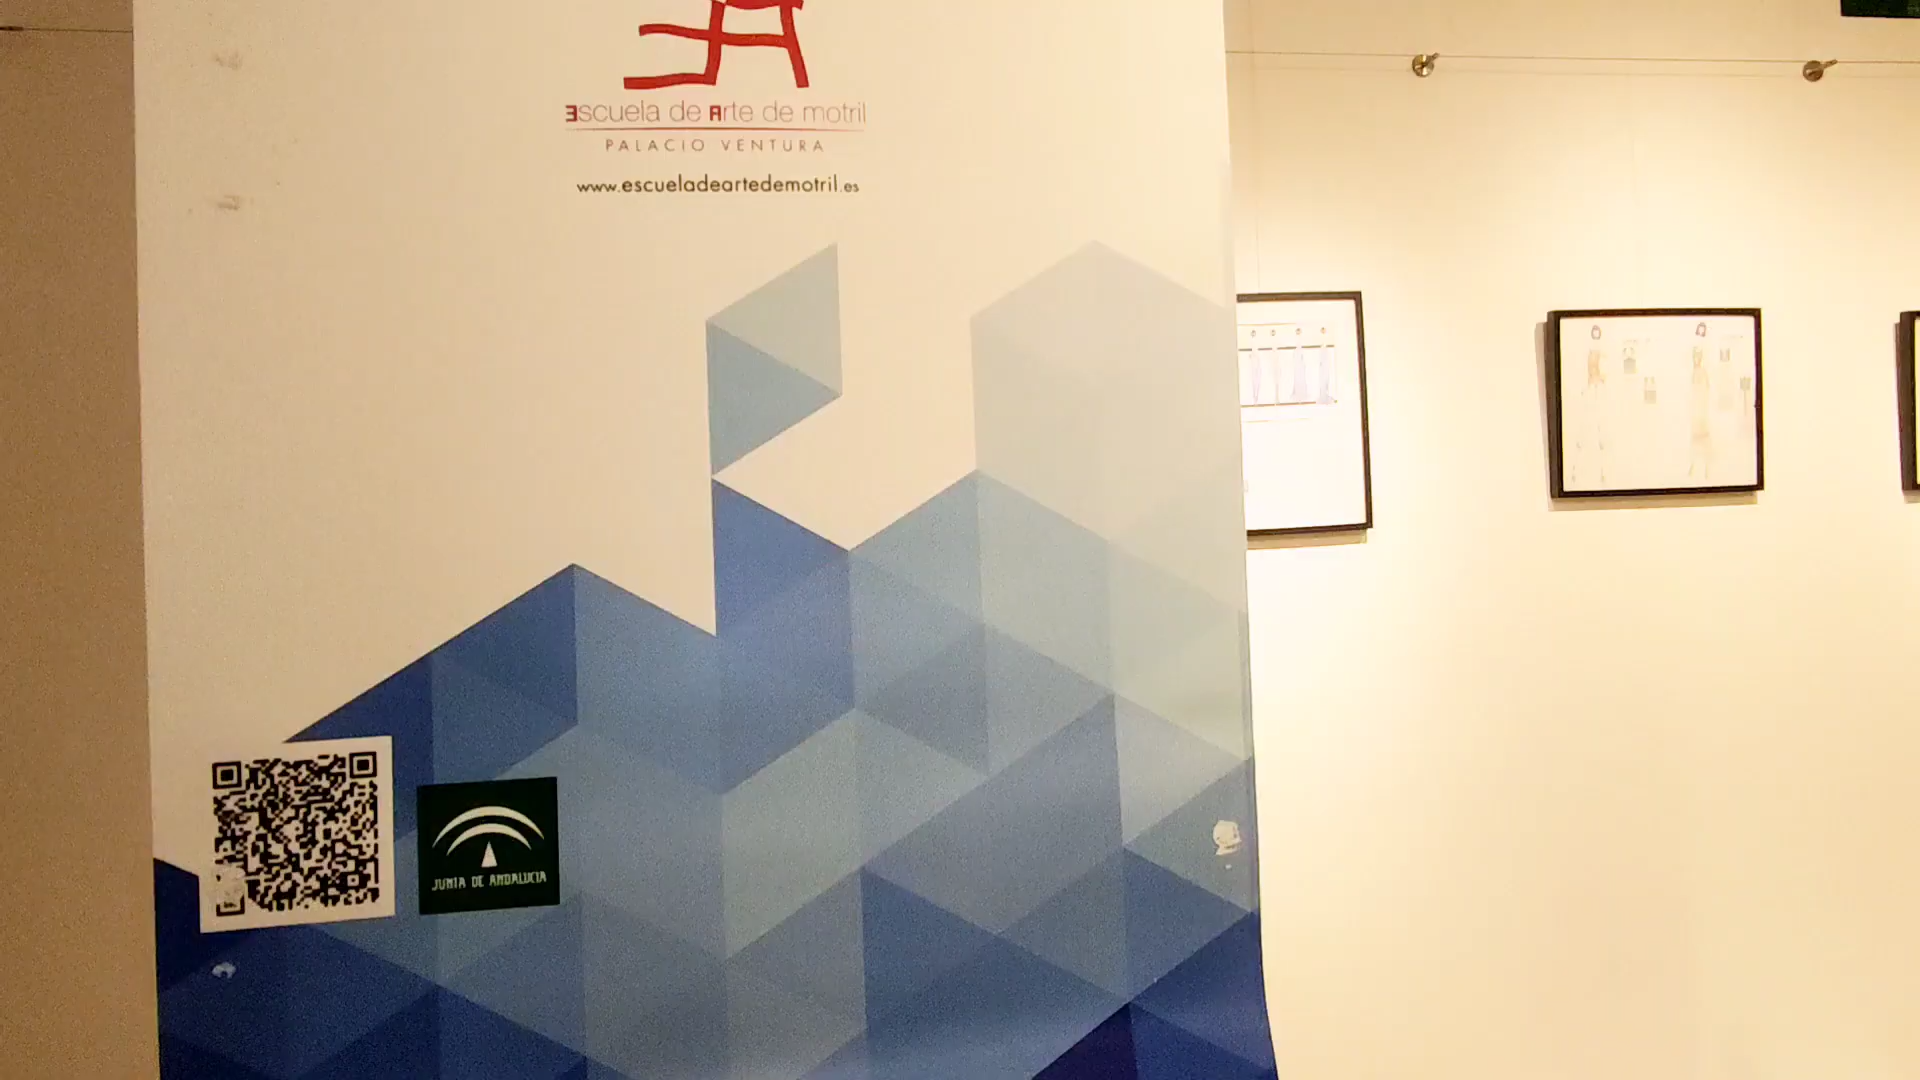 Escuela de Arte de motril
PALACIO VENTURA
www.escueladeartedemotril.es
JUNTA DE ANDALUCIA